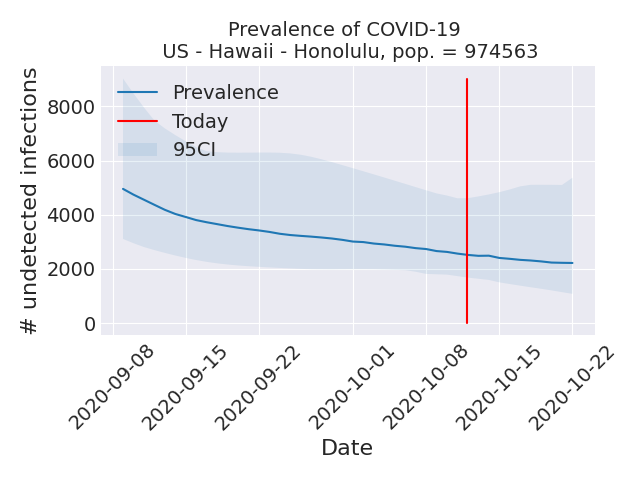 Prevalence of COVID-19
US - Hawaii - Honolulu, pop. = 974563
# undetected infections
8000
6000
4000
2000
0
Prevalence
Today
95CI
2020-09-08
2020-09-15
2020-09-22
2020-10-01
2020-10-08
2020-10-15
2020-10-22
Date